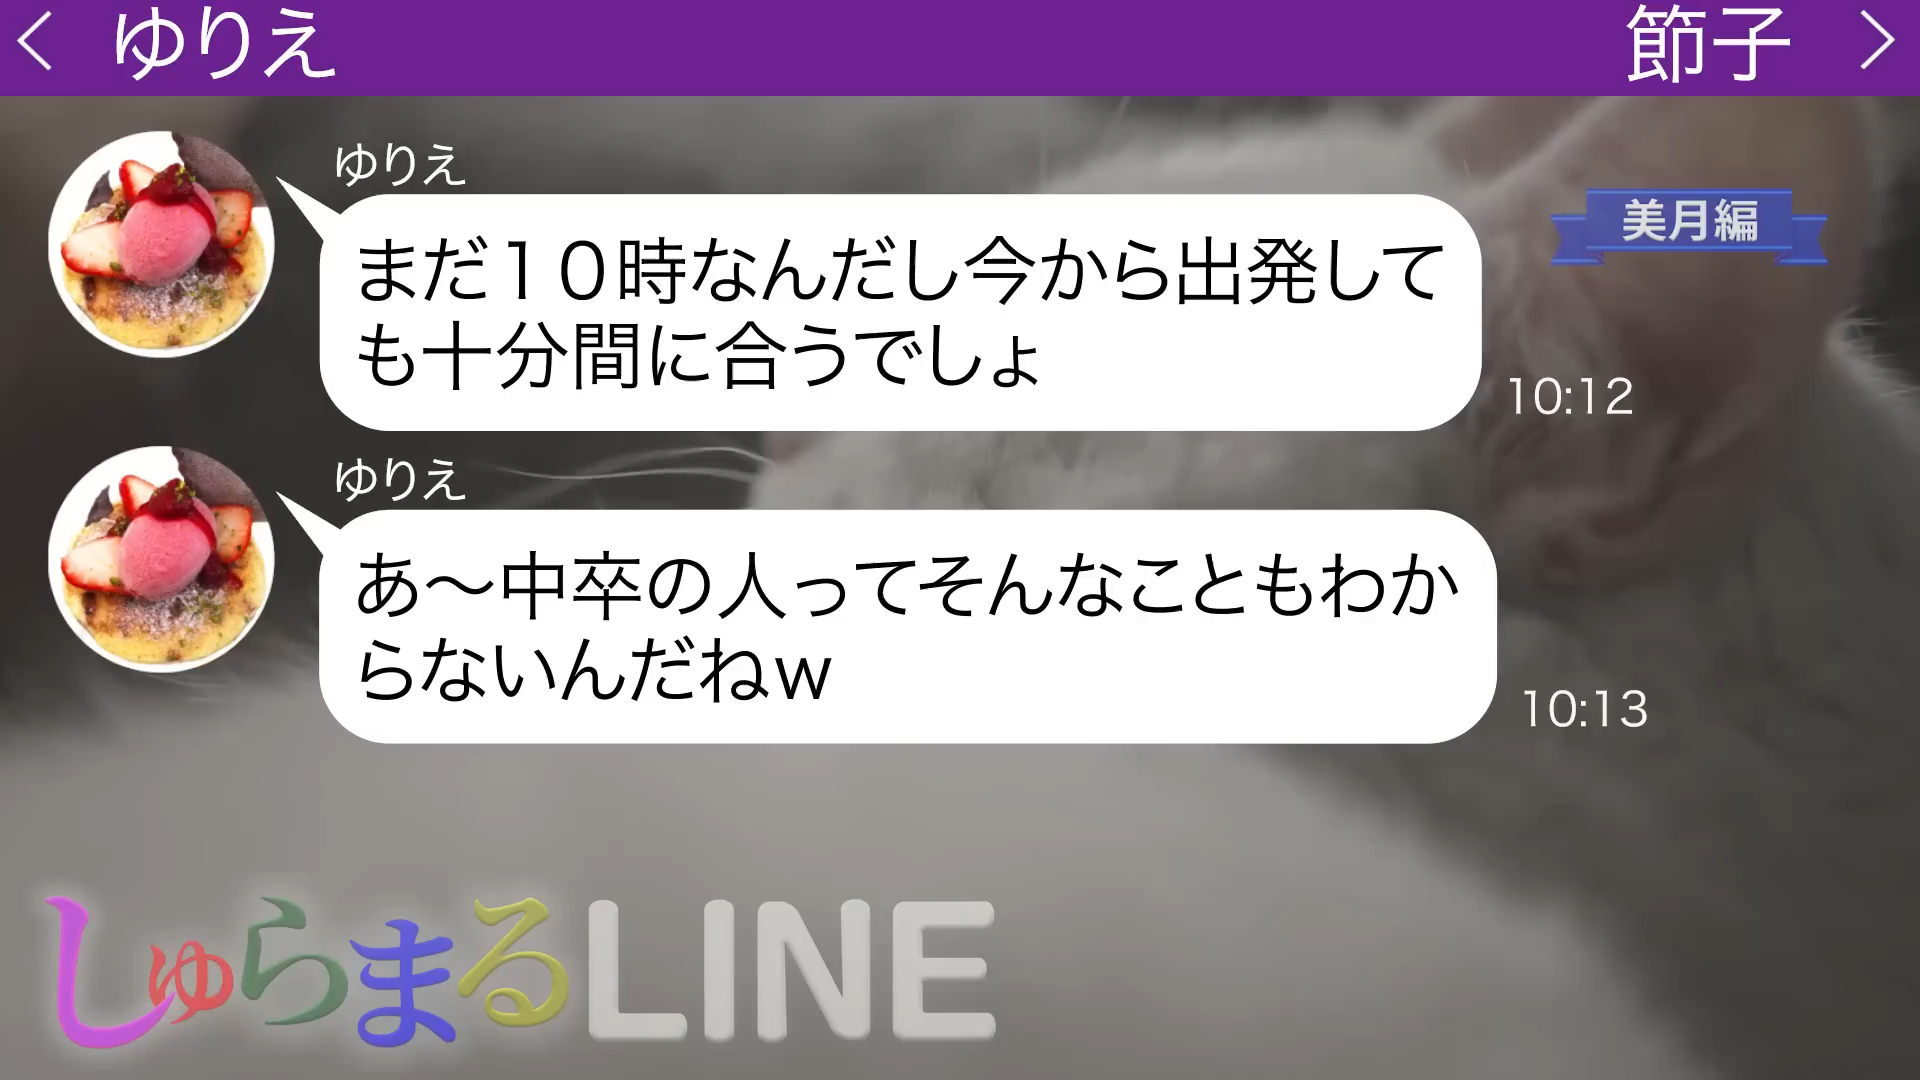 ゆりえ
節子
ゆりえ
まだ１０時なんだし今から出発して
も十分間に合うでしょ
10:12
美月編
ゆりえ
あ～中卒の人ってそんなこともわか
らないんだねｗ
10:13
しゅらまるLINE